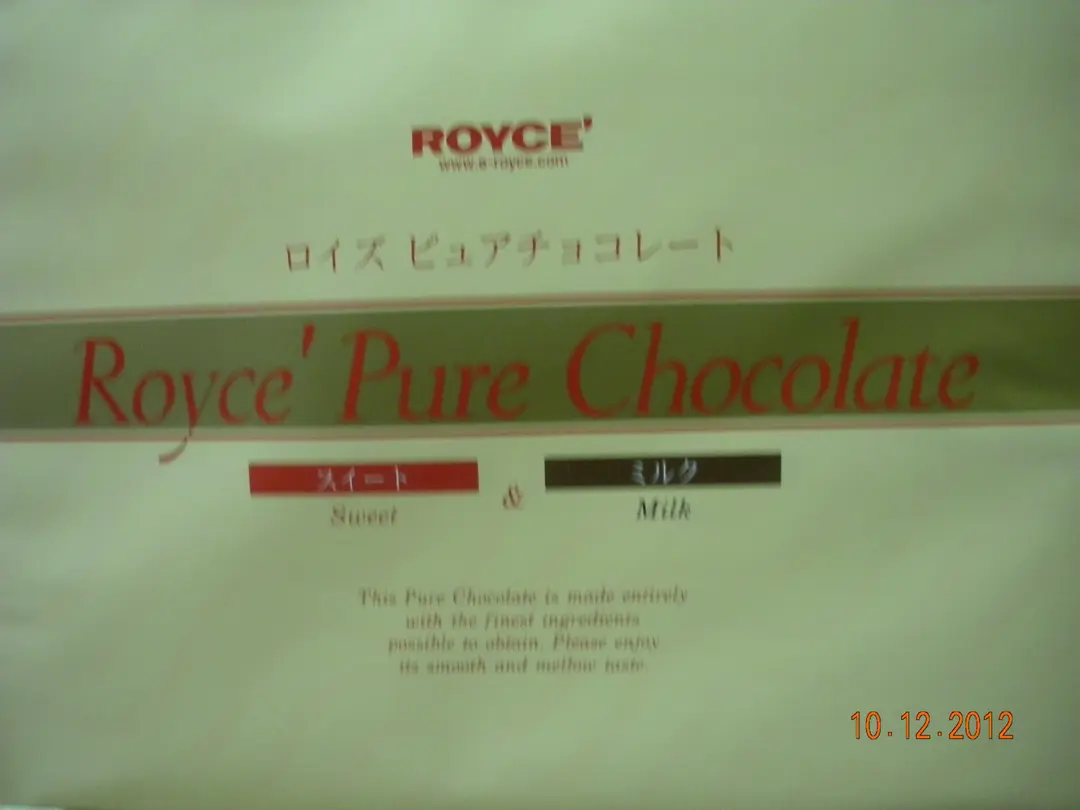 ROYCE'
www.e-royce.com
ロイズ ピュアチョコレート
Royce' Pure Chocolate
スイート & ミルク
Sweet Milk
This Pure Chocolate is made entirely
with the finest ingredients
possible to obtain. Please enjoy
its smooth and mellow taste.
10.12.2012